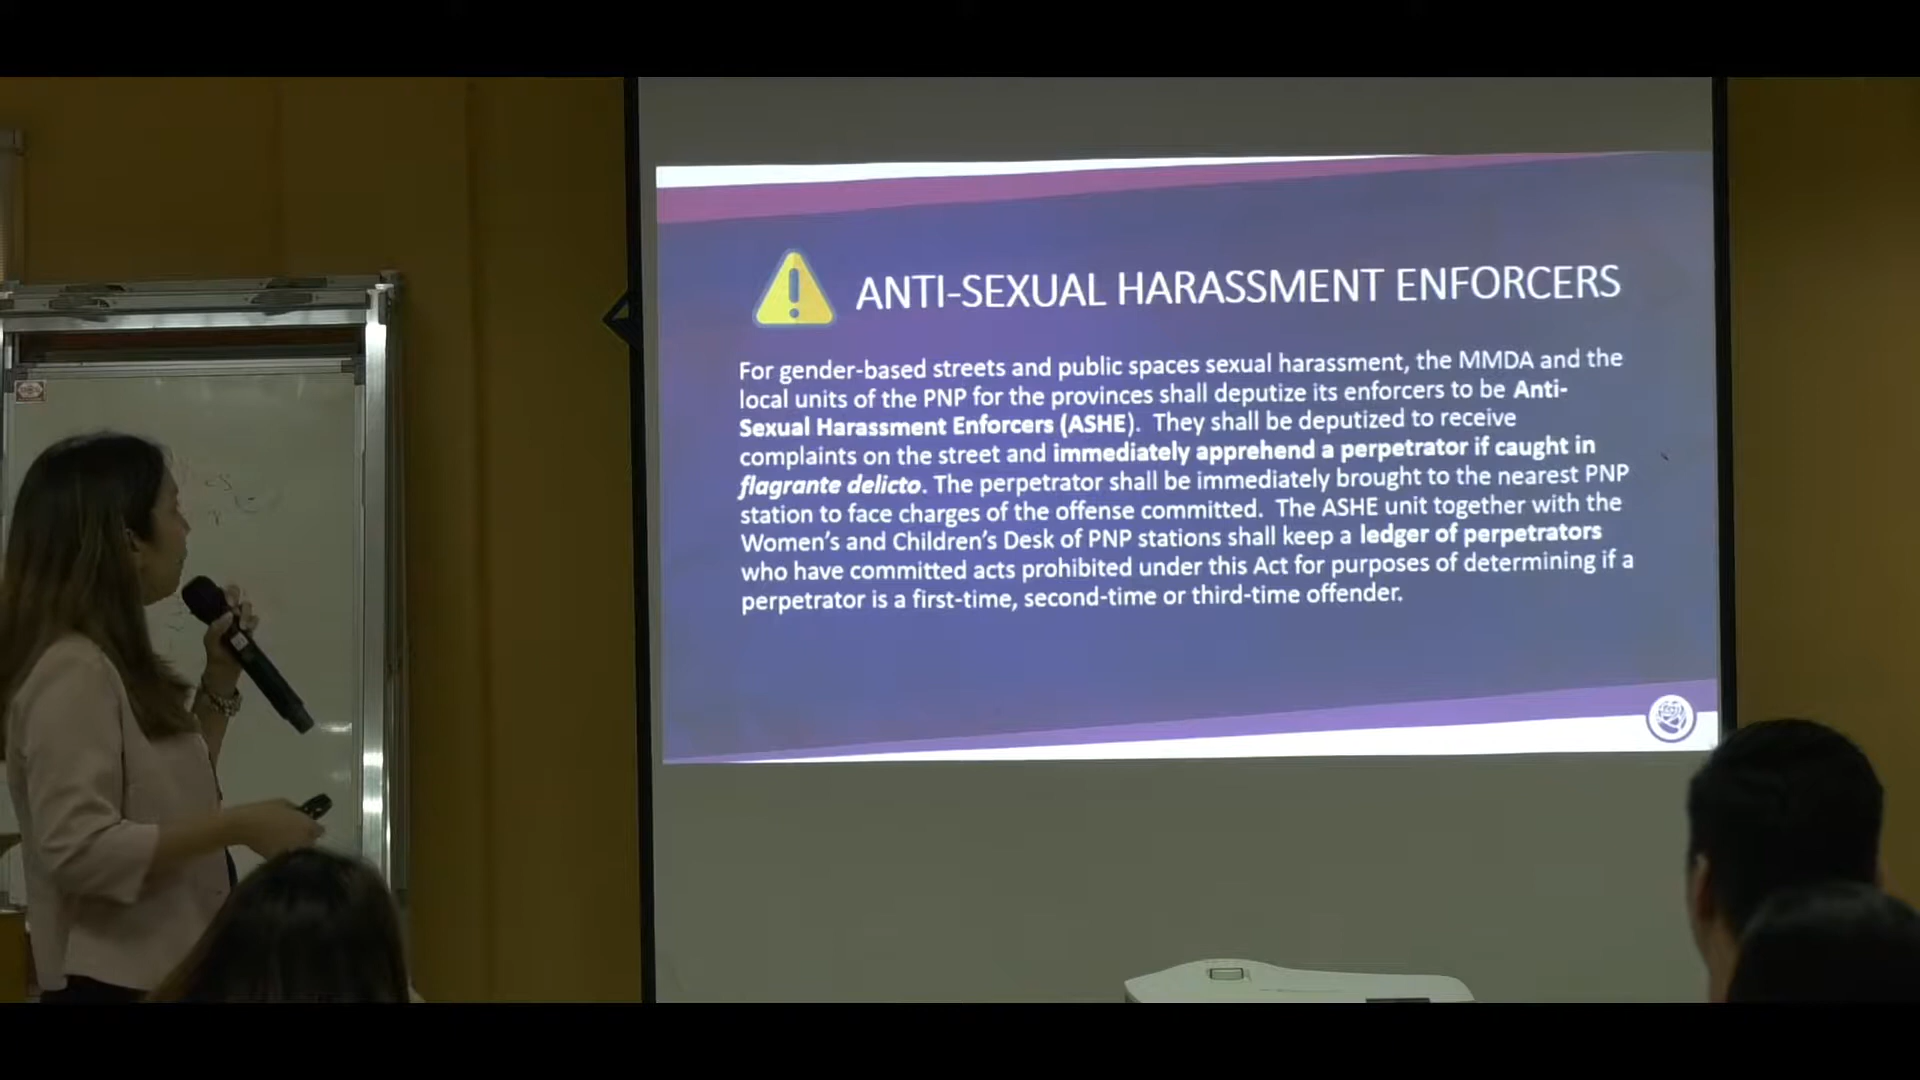 ANTI-SEXUAL HARASSMENT ENFORCERS
For gender-based streets and public spaces sexual harassment, the MMDA and the
local units of the PNP for the provinces shall deputize its enforcers to be Anti-
Sexual Harassment Enforcers (ASHE).  They shall be deputized to receive
complaints on the street and immediately apprehend a perpetrator if caught in
flagrante delicto. The perpetrator shall be immediately brought to the nearest PNP
station to face charges of the offense committed.  The ASHE unit together with the
Women's and Children's Desk of PNP stations shall keep a ledger of perpetrators
who have committed acts prohibited under this Act for purposes of determining if a
perpetrator is a first-time, second-time or third-time offender.